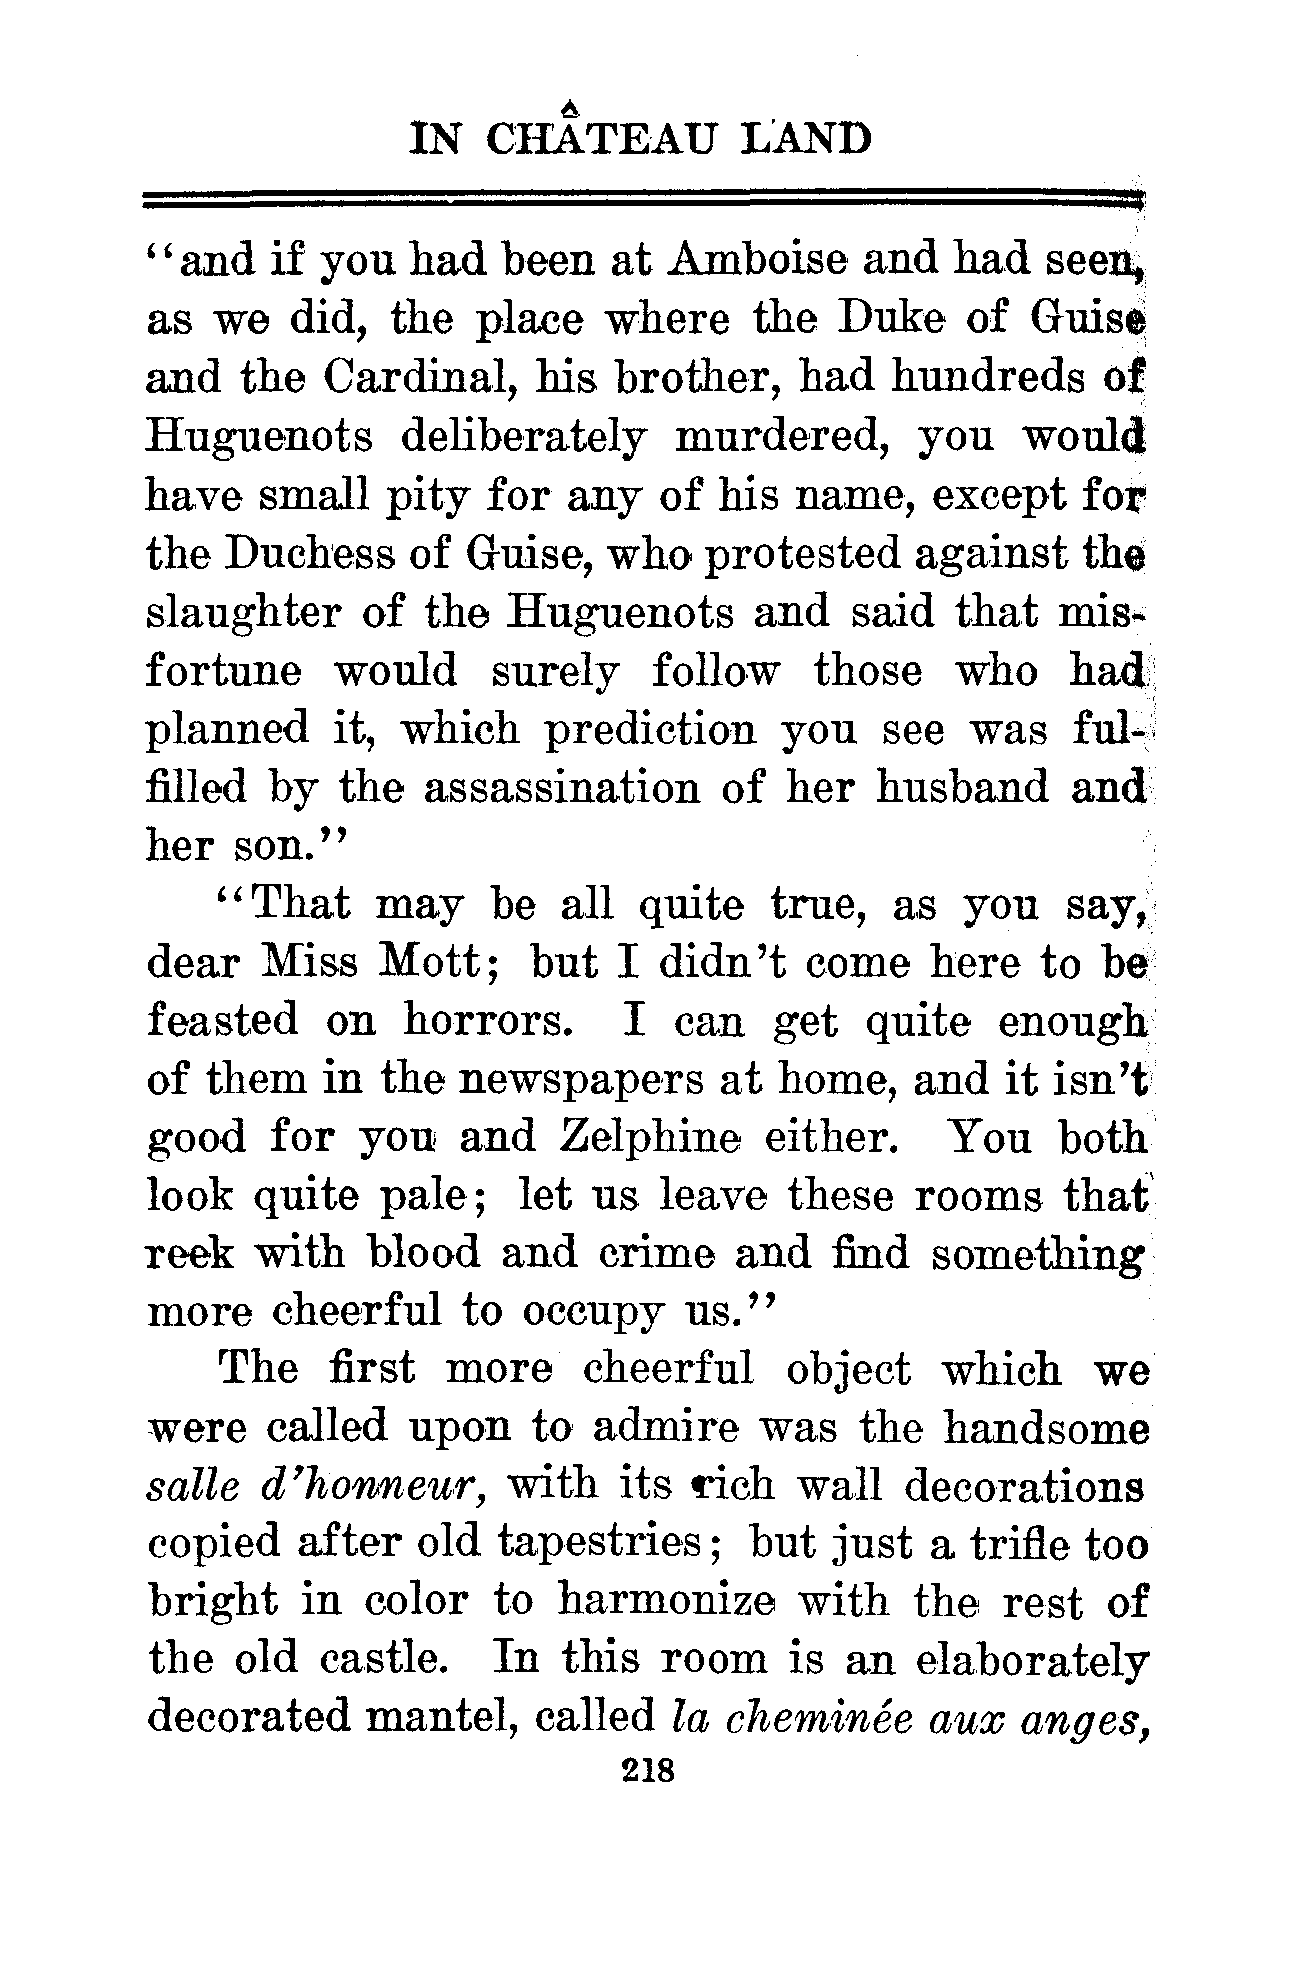 IN CHÂTEAU LAND
"and if you had been at Amboise and had seen,
as we did, the place where the Duke of Guise
and the Cardinal, his brother, had hundreds of
Huguenots deliberately murdered, you would
have small pity for any of his name, except for
the Duchess of Guise, who protested against the
slaughter of the Huguenots and said that mis-
fortune would surely follow those who had
planned it, which prediction you see was ful-
filled by the assassination of her husband and
her son."
"That may be all quite true, as you say,
dear Miss Mott; but I didn't come here to be
feasted on horrors. I can get quite enough
of them in the newspapers at home, and it isn't
good for you and Zelphine either. You both
look quite pale; let us leave these rooms that
reek with blood and crime and find something
more cheerful to occupy us."
The first more cheerful object which we
were called upon to admire was the handsome
salle d'honneur, with its rich wall decorations
copied after old tapestries; but just a trifle too
bright in color to harmonize with the rest of
the old castle. In this room is an elaborately
decorated mantel, called la cheminée aux anges,
218